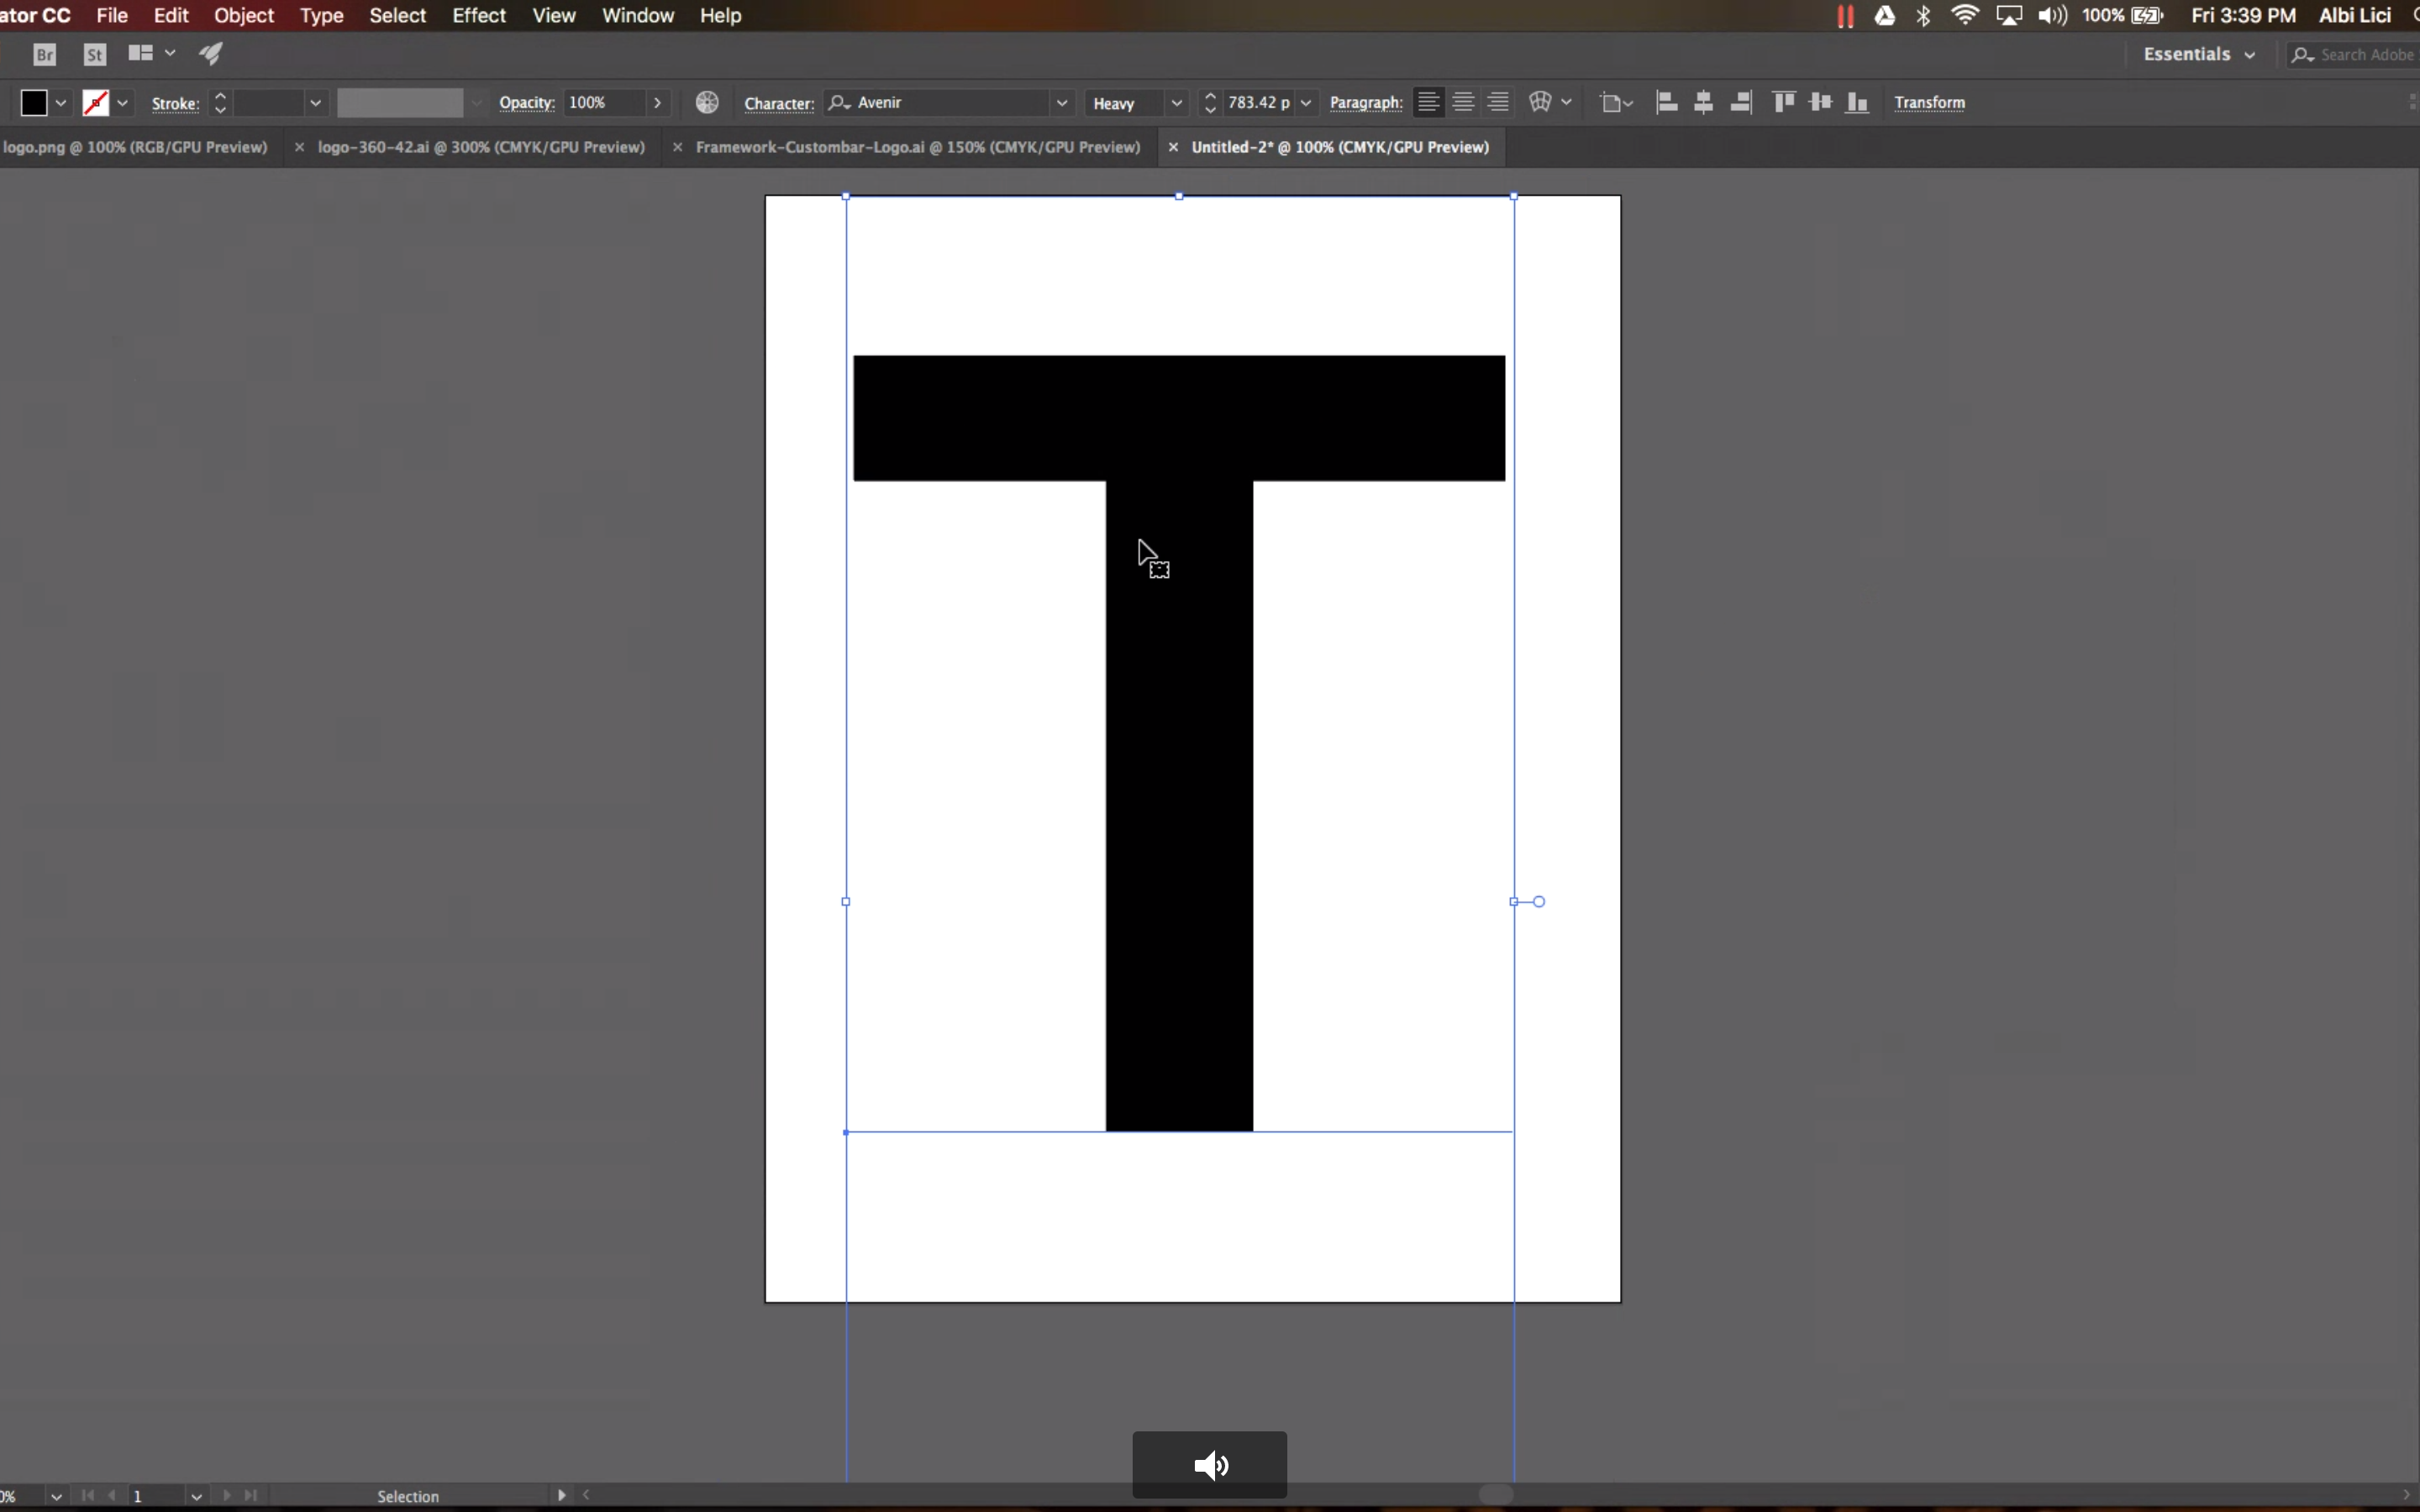 ator CC File Edit Object Type Select Effect View Window Help 100% Fri 3:39 PM Albi Lici
Br St Essentials Search Adobe
Stroke: Opacity: 100% Character: Avenir Heavy 783.42 p Paragraph: Transform
logo.png @ 100% (RGB/GPU Preview) × logo-360-42.ai @ 300% (CMYK/GPU Preview) × Framework-Custombar-Logo.ai @ 150% (CMYK/GPU Preview) × Untitled-2* @ 100% (CMYK/GPU Preview)
T
0% 1 Selection